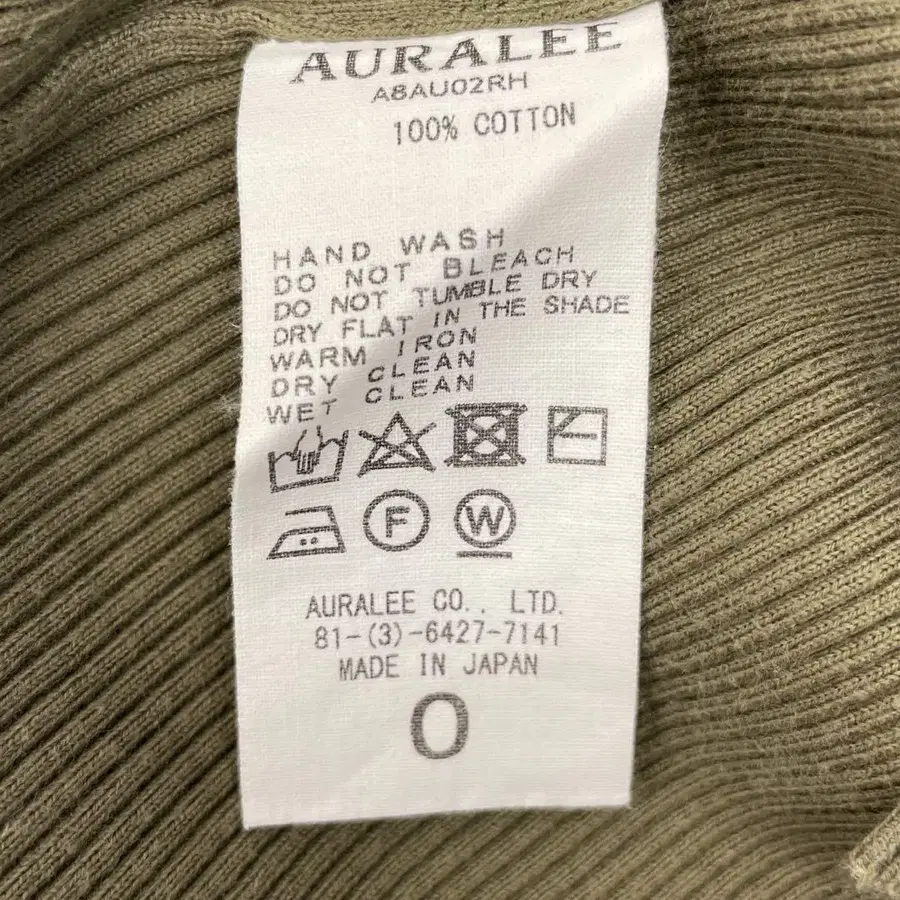 AURALEE
A8AU02RH
100% COTTON
HAND WASH
DO NOT BLEACH
DO NOT TUMBLE DRY
DRY FLAT IN THE SHADE
WARM IRON
DRY CLEAN
WET CLEAN
F W
AURALEE CO., LTD.
81-(3)-6427-7141
MADE IN JAPAN
0